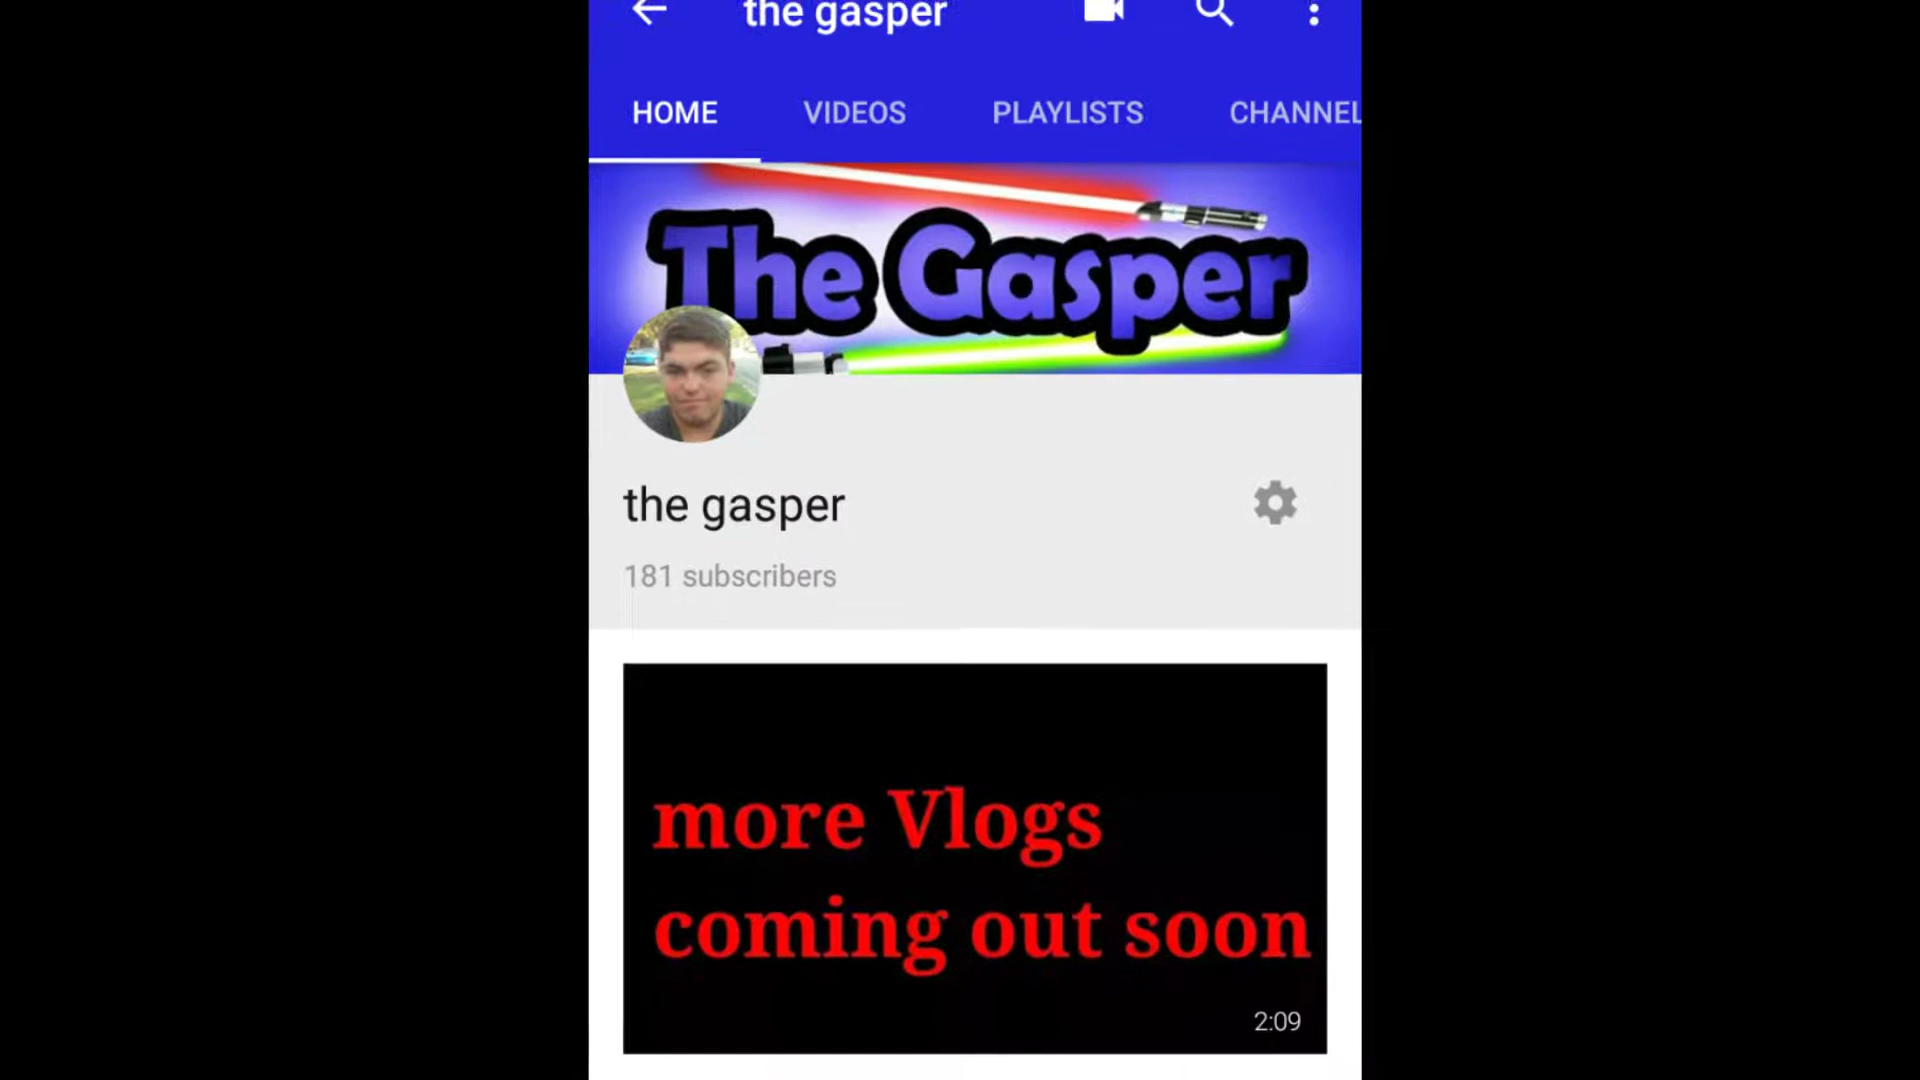 the gasper
HOME VIDEOS PLAYLISTS CHANNEL
The Gasper
the gasper
181 subscribers
more Vlogs
coming out soon
2:09